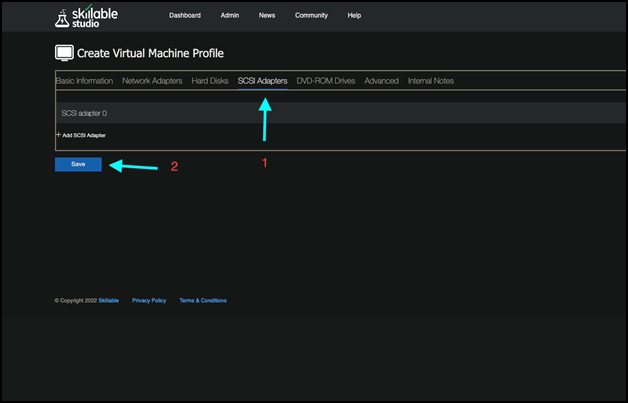 skillable
studio
Dashboard Admin News Community Help
Create Virtual Machine Profile
Basic Information Network Adapters Hard Disks SCSI Adapters DVD-ROM Drives Advanced Internal Notes
SCSI adapter 0
+ Add SCSI Adapter
1
Save
2
© Copyright 2022 Skillable Privacy Policy Terms & Conditions